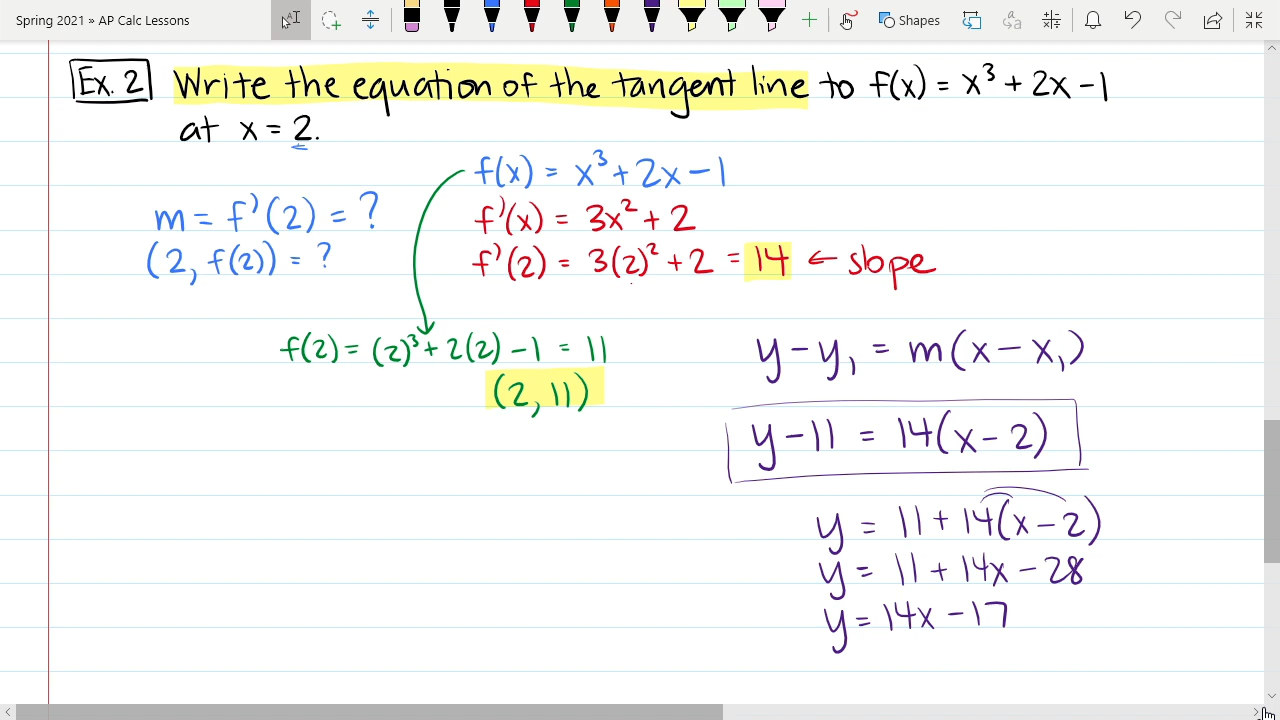 Spring 2021 » AP Calc Lessons
Shapes
Ex. 2 Write the equation of the tangent line to f(x) = x³ + 2x - 1
at x = 2.
f(x) = x³ + 2x - 1
m = f'(2) = ?
f'(x) = 3x² + 2
(2, f(2)) = ?
f'(2) = 3(2)² + 2 = 14 ← slope
f(2) = (2)³ + 2(2) - 1 = 11
(2, 11)
y - y₁ = m(x - x₁)
y - 11 = 14(x - 2)
y = 11 + 14(x - 2)
y = 11 + 14x - 28
y = 14x - 17